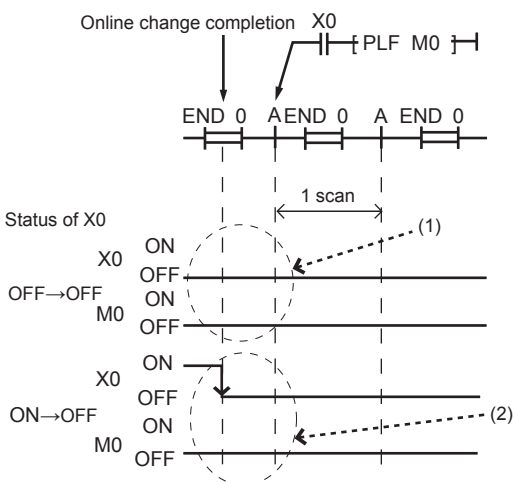 Online change completion
X0
PLF M0
END 0 A END 0 A END 0
1 scan
Status of X0
(1)
X0 ON
OFF
OFF→OFF
M0 ON
OFF
X0 ON
OFF
ON→OFF
M0 ON
OFF
(2)